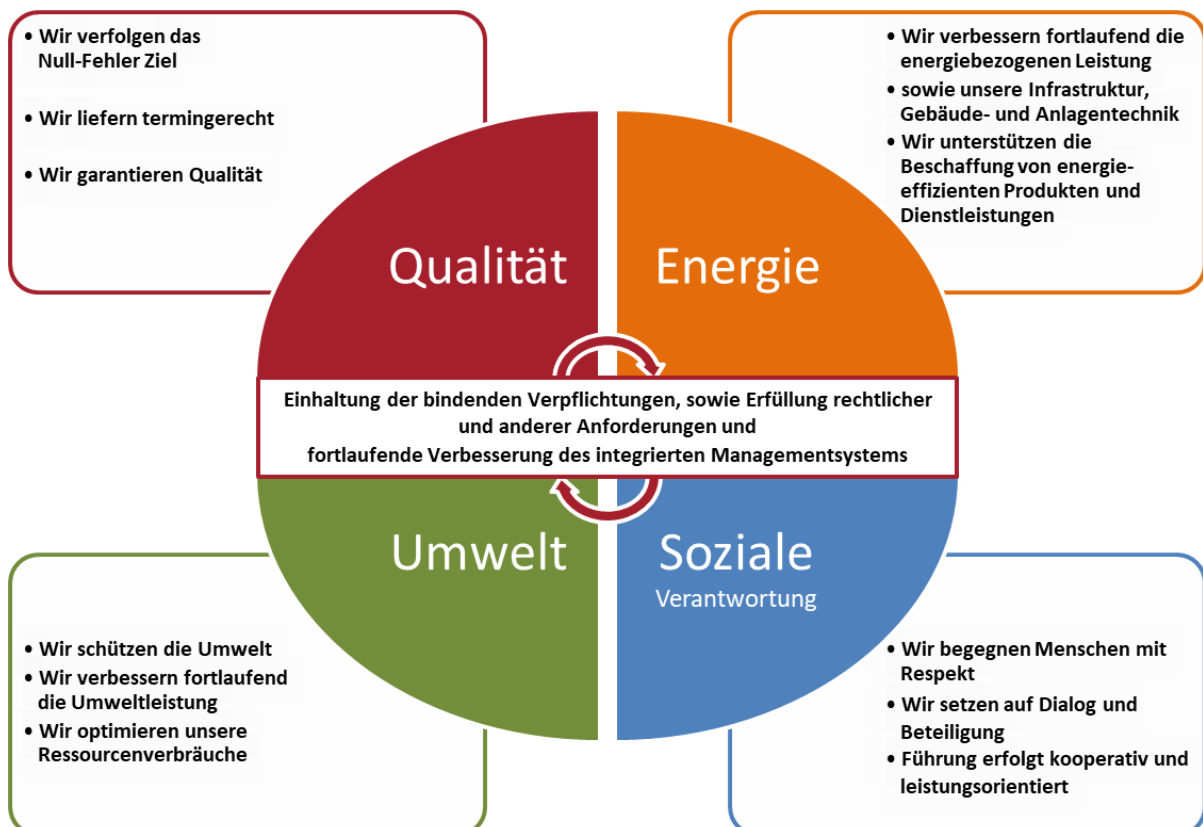 • Wir verfolgen das
Null-Fehler Ziel
• Wir liefern termingerecht
• Wir garantieren Qualität
• Wir verbessern fortlaufend die
energiebezogenen Leistung
• sowie unsere Infrastruktur,
Gebäude- und Anlagentechnik
• Wir unterstützen die
Beschaffung von energie-
effizienten Produkten und
Dienstleistungen
Qualität
Energie
Einhaltung der bindenden Verpflichtungen, sowie Erfüllung rechtlicher
und anderer Anforderungen und
fortlaufende Verbesserung des integrierten Managementsystems
Umwelt
Soziale
Verantwortung
• Wir schützen die Umwelt
• Wir verbessern fortlaufend
die Umweltleistung
• Wir optimieren unsere
Ressourcenverbräuche
• Wir begegnen Menschen mit
Respekt
• Wir setzen auf Dialog und
Beteiligung
• Führung erfolgt kooperativ und
leistungsorientiert